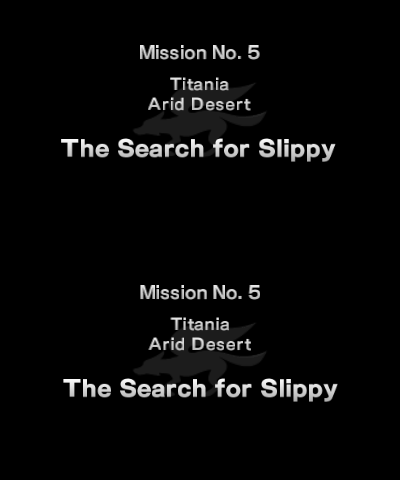 Mission No. 5
Titania
Arid Desert
The Search for Slippy
Mission No. 5
Titania
Arid Desert
The Search for Slippy